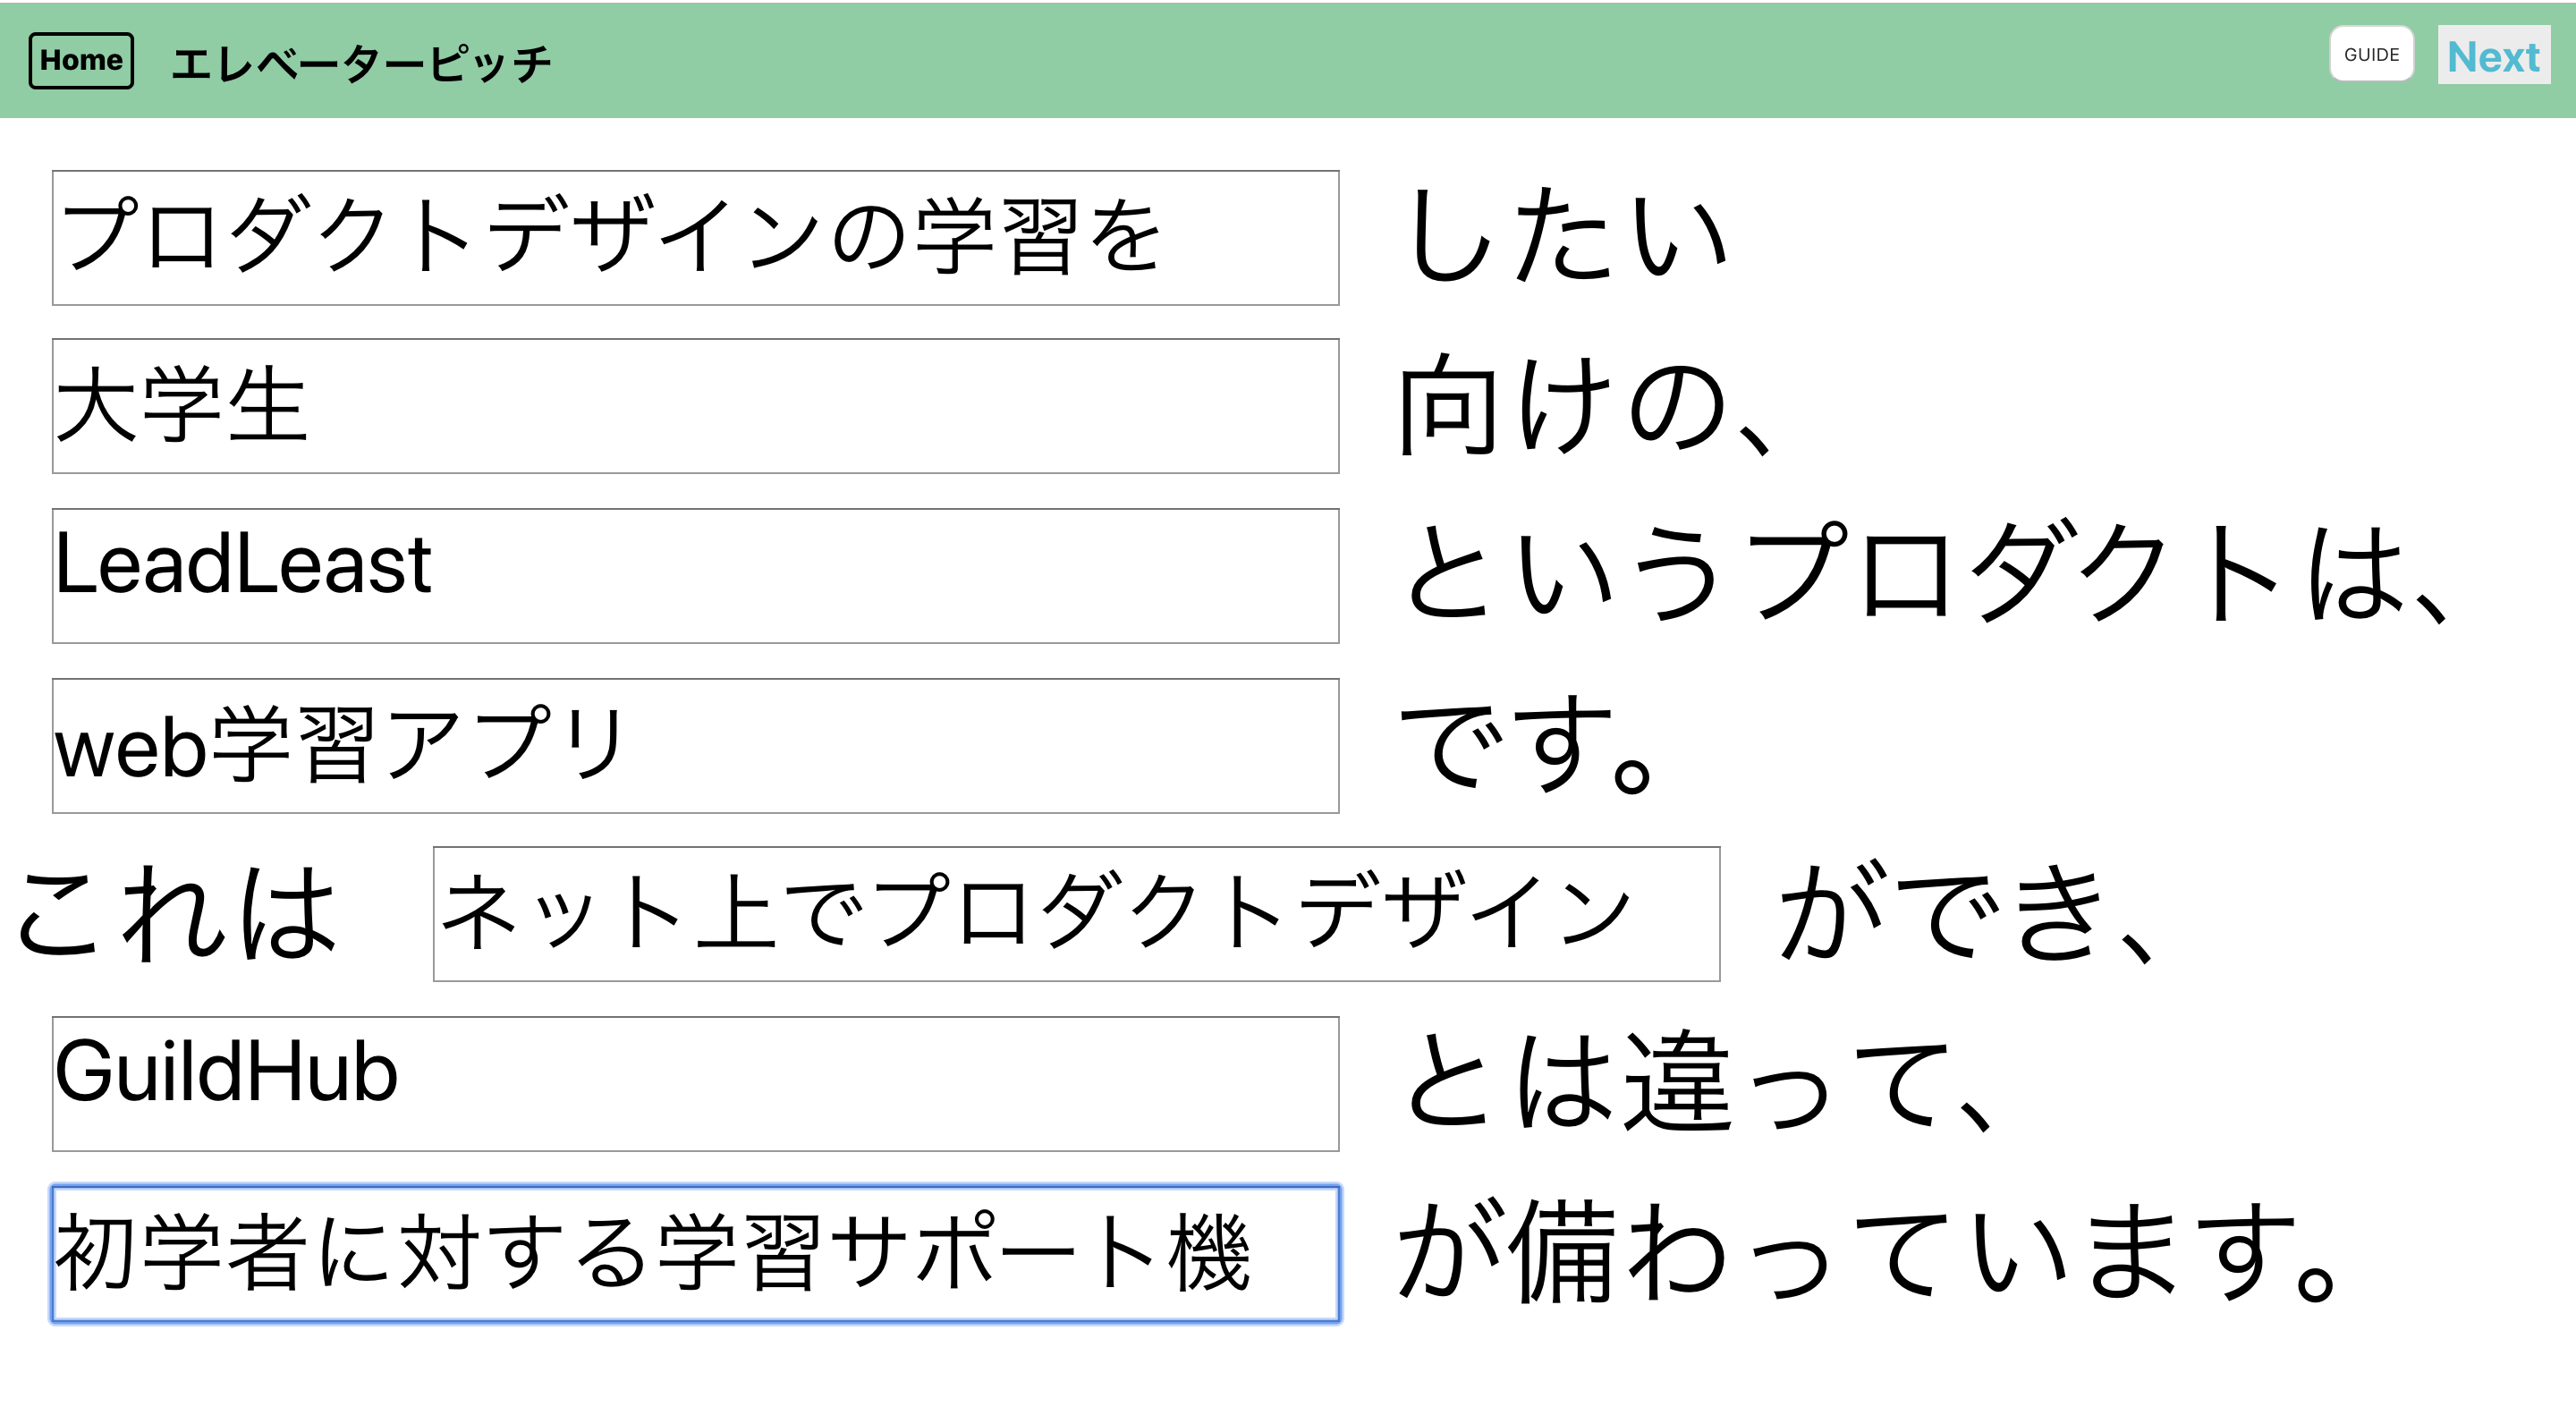 Home エレベーターピッチ GUIDE Next
プロダクトデザインの学習を したい
大学生 向けの、
LeadLeast というプロダクトは、
web学習アプリ です。
これは ネット上でプロダクトデザイン ができ、
GuildHub とは違って、
初学者に対する学習サポート機 が備わっています。